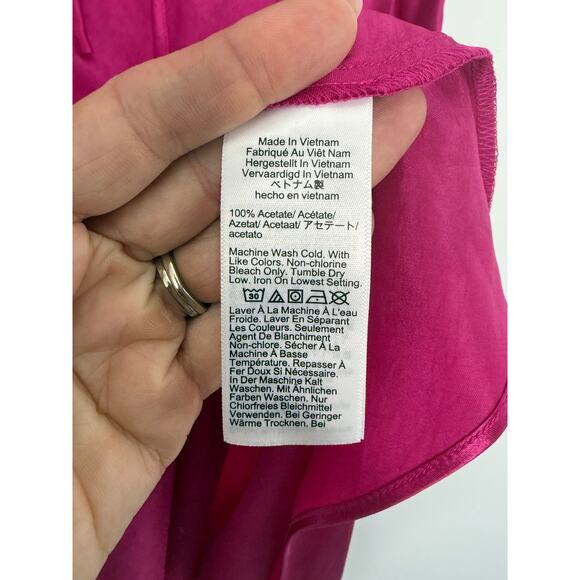 Made In Vietnam
Fabriqué Au Viêt Nam
Hergestellt In Vietnam
Vervaardigd In Vietnam
ベトナム製
hecho en vietnam
100% Acetate/ Acétate/
Azetat/ Acetaat/ アセテート/
acetato
Machine Wash Cold. With
Like Colors. Non-chlorine
Bleach Only. Tumble Dry
Low. Iron On Lowest Setting.
30
Laver À La Machine À L'eau
Froide. Laver En Séparant
Les Couleurs. Seulement
Agent De Blanchiment
Non-chlore. Sécher À La
Machine À Basse
Température. Repasser À
Fer Doux Si Nécessaire.
In Der Maschine Kalt
Waschen. Mit Ähnlichen
Farben Waschen. Nur
Chlorfreies Bleichmittel
Verwenden. Bei Geringer
Wärme Trocknen. Bei